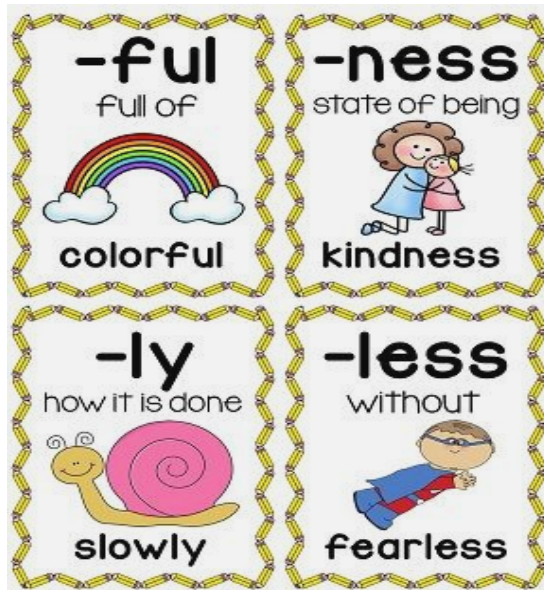 -ful
full of
colorful
-ness
state of being
kindness
-ly
how it is done
slowly
-less
without
fearless